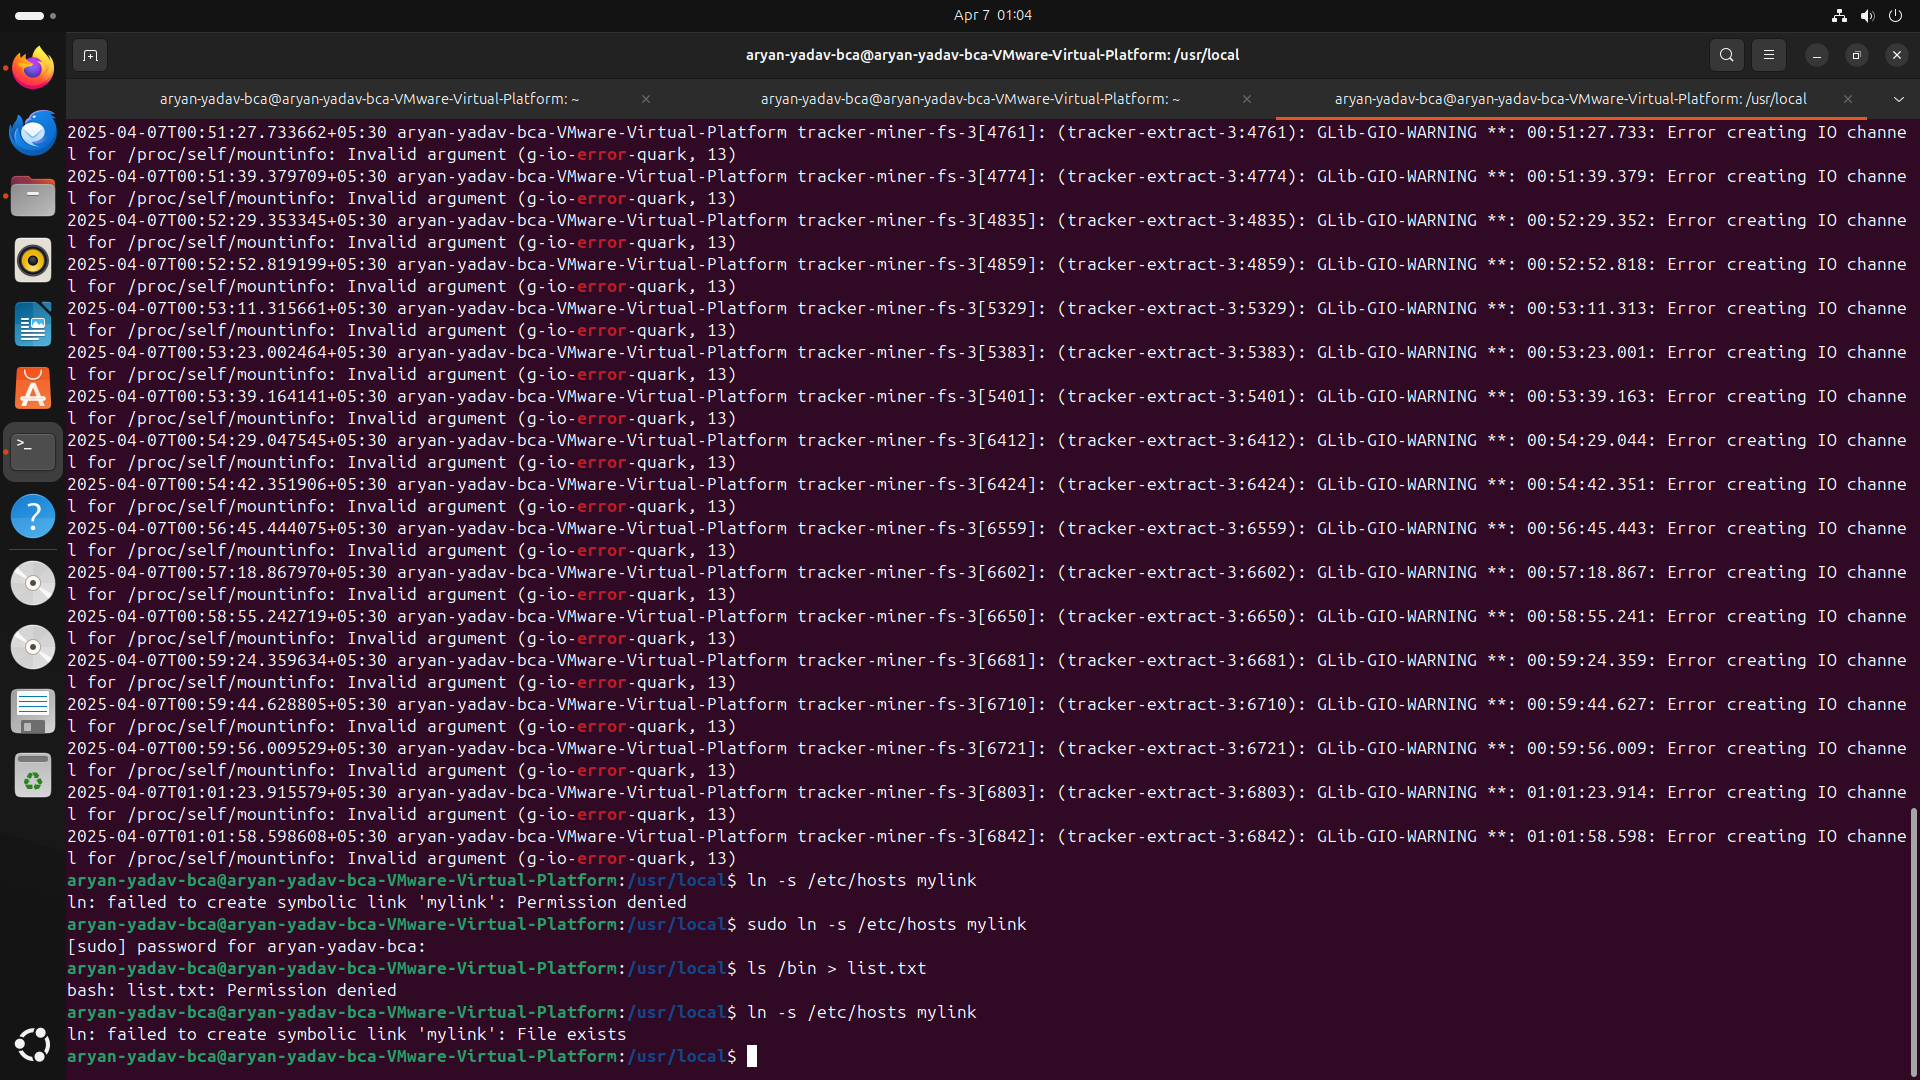 Apr 7 01:04
aryan-yadav-bca@aryan-yadav-bca-VMware-Virtual-Platform: /usr/local
aryan-yadav-bca@aryan-yadav-bca-VMware-Virtual-Platform: ~
aryan-yadav-bca@aryan-yadav-bca-VMware-Virtual-Platform: ~
aryan-yadav-bca@aryan-yadav-bca-VMware-Virtual-Platform: /usr/local
2025-04-07T00:51:27.733662+05:30 aryan-yadav-bca-VMware-Virtual-Platform tracker-miner-fs-3[4761]: (tracker-extract-3:4761): GLib-GIO-WARNING **: 00:51:27.733: Error creating IO channe
l for /proc/self/mountinfo: Invalid argument (g-io-error-quark, 13)
2025-04-07T00:51:39.379709+05:30 aryan-yadav-bca-VMware-Virtual-Platform tracker-miner-fs-3[4774]: (tracker-extract-3:4774): GLib-GIO-WARNING **: 00:51:39.379: Error creating IO channe
l for /proc/self/mountinfo: Invalid argument (g-io-error-quark, 13)
2025-04-07T00:52:29.353345+05:30 aryan-yadav-bca-VMware-Virtual-Platform tracker-miner-fs-3[4835]: (tracker-extract-3:4835): GLib-GIO-WARNING **: 00:52:29.352: Error creating IO channe
l for /proc/self/mountinfo: Invalid argument (g-io-error-quark, 13)
2025-04-07T00:52:52.819199+05:30 aryan-yadav-bca-VMware-Virtual-Platform tracker-miner-fs-3[4859]: (tracker-extract-3:4859): GLib-GIO-WARNING **: 00:52:52.818: Error creating IO channe
l for /proc/self/mountinfo: Invalid argument (g-io-error-quark, 13)
2025-04-07T00:53:11.315661+05:30 aryan-yadav-bca-VMware-Virtual-Platform tracker-miner-fs-3[5329]: (tracker-extract-3:5329): GLib-GIO-WARNING **: 00:53:11.313: Error creating IO channe
l for /proc/self/mountinfo: Invalid argument (g-io-error-quark, 13)
2025-04-07T00:53:23.002464+05:30 aryan-yadav-bca-VMware-Virtual-Platform tracker-miner-fs-3[5383]: (tracker-extract-3:5383): GLib-GIO-WARNING **: 00:53:23.001: Error creating IO channe
l for /proc/self/mountinfo: Invalid argument (g-io-error-quark, 13)
2025-04-07T00:53:39.164141+05:30 aryan-yadav-bca-VMware-Virtual-Platform tracker-miner-fs-3[5401]: (tracker-extract-3:5401): GLib-GIO-WARNING **: 00:53:39.163: Error creating IO channe
l for /proc/self/mountinfo: Invalid argument (g-io-error-quark, 13)
2025-04-07T00:54:29.047545+05:30 aryan-yadav-bca-VMware-Virtual-Platform tracker-miner-fs-3[6412]: (tracker-extract-3:6412): GLib-GIO-WARNING **: 00:54:29.044: Error creating IO channe
l for /proc/self/mountinfo: Invalid argument (g-io-error-quark, 13)
2025-04-07T00:54:42.351906+05:30 aryan-yadav-bca-VMware-Virtual-Platform tracker-miner-fs-3[6424]: (tracker-extract-3:6424): GLib-GIO-WARNING **: 00:54:42.351: Error creating IO channe
l for /proc/self/mountinfo: Invalid argument (g-io-error-quark, 13)
2025-04-07T00:56:45.444075+05:30 aryan-yadav-bca-VMware-Virtual-Platform tracker-miner-fs-3[6559]: (tracker-extract-3:6559): GLib-GIO-WARNING **: 00:56:45.443: Error creating IO channe
l for /proc/self/mountinfo: Invalid argument (g-io-error-quark, 13)
2025-04-07T00:57:18.867970+05:30 aryan-yadav-bca-VMware-Virtual-Platform tracker-miner-fs-3[6602]: (tracker-extract-3:6602): GLib-GIO-WARNING **: 00:57:18.867: Error creating IO channe
l for /proc/self/mountinfo: Invalid argument (g-io-error-quark, 13)
2025-04-07T00:58:55.242719+05:30 aryan-yadav-bca-VMware-Virtual-Platform tracker-miner-fs-3[6650]: (tracker-extract-3:6650): GLib-GIO-WARNING **: 00:58:55.241: Error creating IO channe
l for /proc/self/mountinfo: Invalid argument (g-io-error-quark, 13)
2025-04-07T00:59:24.359634+05:30 aryan-yadav-bca-VMware-Virtual-Platform tracker-miner-fs-3[6681]: (tracker-extract-3:6681): GLib-GIO-WARNING **: 00:59:24.359: Error creating IO channe
l for /proc/self/mountinfo: Invalid argument (g-io-error-quark, 13)
2025-04-07T00:59:44.628805+05:30 aryan-yadav-bca-VMware-Virtual-Platform tracker-miner-fs-3[6710]: (tracker-extract-3:6710): GLib-GIO-WARNING **: 00:59:44.627: Error creating IO channe
l for /proc/self/mountinfo: Invalid argument (g-io-error-quark, 13)
2025-04-07T00:59:56.009529+05:30 aryan-yadav-bca-VMware-Virtual-Platform tracker-miner-fs-3[6721]: (tracker-extract-3:6721): GLib-GIO-WARNING **: 00:59:56.009: Error creating IO channe
l for /proc/self/mountinfo: Invalid argument (g-io-error-quark, 13)
2025-04-07T01:01:23.915579+05:30 aryan-yadav-bca-VMware-Virtual-Platform tracker-miner-fs-3[6803]: (tracker-extract-3:6803): GLib-GIO-WARNING **: 01:01:23.914: Error creating IO channe
l for /proc/self/mountinfo: Invalid argument (g-io-error-quark, 13)
2025-04-07T01:01:58.598608+05:30 aryan-yadav-bca-VMware-Virtual-Platform tracker-miner-fs-3[6842]: (tracker-extract-3:6842): GLib-GIO-WARNING **: 01:01:58.598: Error creating IO channe
l for /proc/self/mountinfo: Invalid argument (g-io-error-quark, 13)
aryan-yadav-bca@aryan-yadav-bca-VMware-Virtual-Platform:/usr/local$ ln -s /etc/hosts mylink
ln: failed to create symbolic link 'mylink': Permission denied
aryan-yadav-bca@aryan-yadav-bca-VMware-Virtual-Platform:/usr/local$ sudo ln -s /etc/hosts mylink
[sudo] password for aryan-yadav-bca:
aryan-yadav-bca@aryan-yadav-bca-VMware-Virtual-Platform:/usr/local$ ls /bin > list.txt
bash: list.txt: Permission denied
aryan-yadav-bca@aryan-yadav-bca-VMware-Virtual-Platform:/usr/local$ ln -s /etc/hosts mylink
ln: failed to create symbolic link 'mylink': File exists
aryan-yadav-bca@aryan-yadav-bca-VMware-Virtual-Platform:/usr/local$